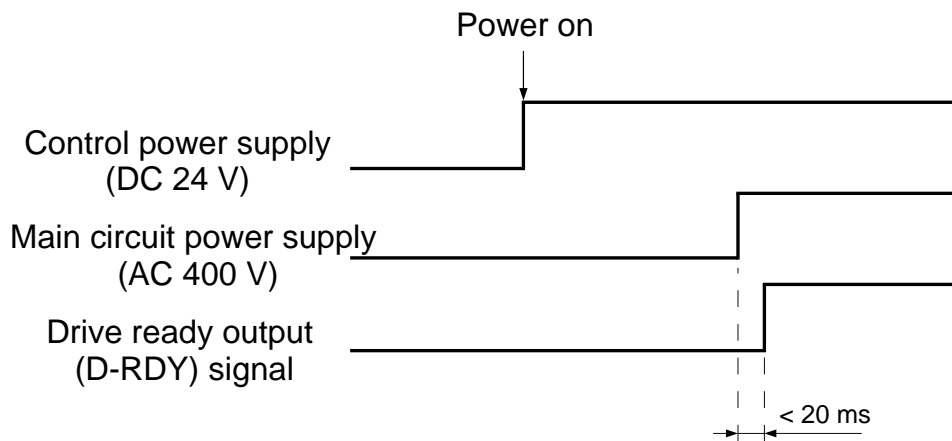 Power on
Control power supply
(DC 24 V)
Main circuit power supply
(AC 400 V)
Drive ready output
(D-RDY) signal
< 20 ms